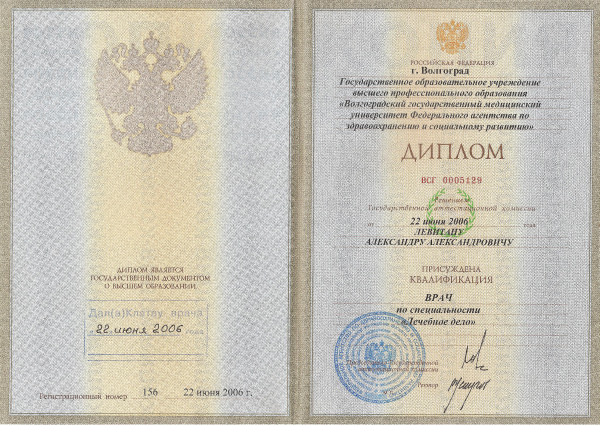 ДИПЛОМ ЯВЛЯЕТСЯ
ГОСУДАРСТВЕННЫМ ДОКУМЕНТОМ
О ВЫСШЕМ ОБРАЗОВАНИИ
Дал(а)Клятву врача
22 июня 2006 года
Регистрационный номер 156 22 июня 2006 г.
РОССИЙСКАЯ ФЕДЕРАЦИЯ
г. Волгоград
Государственное образовательное учреждение
высшего профессионального образования
«Волгоградский государственный медицинский
университет Федерального агентства по
здравоохранению и социальному развитию»
ДИПЛОМ
ВСГ 0005129
Решением
Государственной аттестационной комиссии
от 22 июня 2006 года
ЛЕВИТАНУ
АЛЕКСАНДРУ АЛЕКСАНДРОВИЧУ
ПРИСУЖДЕНА
КВАЛИФИКАЦИЯ
ВРАЧ
по специальности
«Лечебное дело»
Председатель Государственной
аттестационной комиссии
Ректор